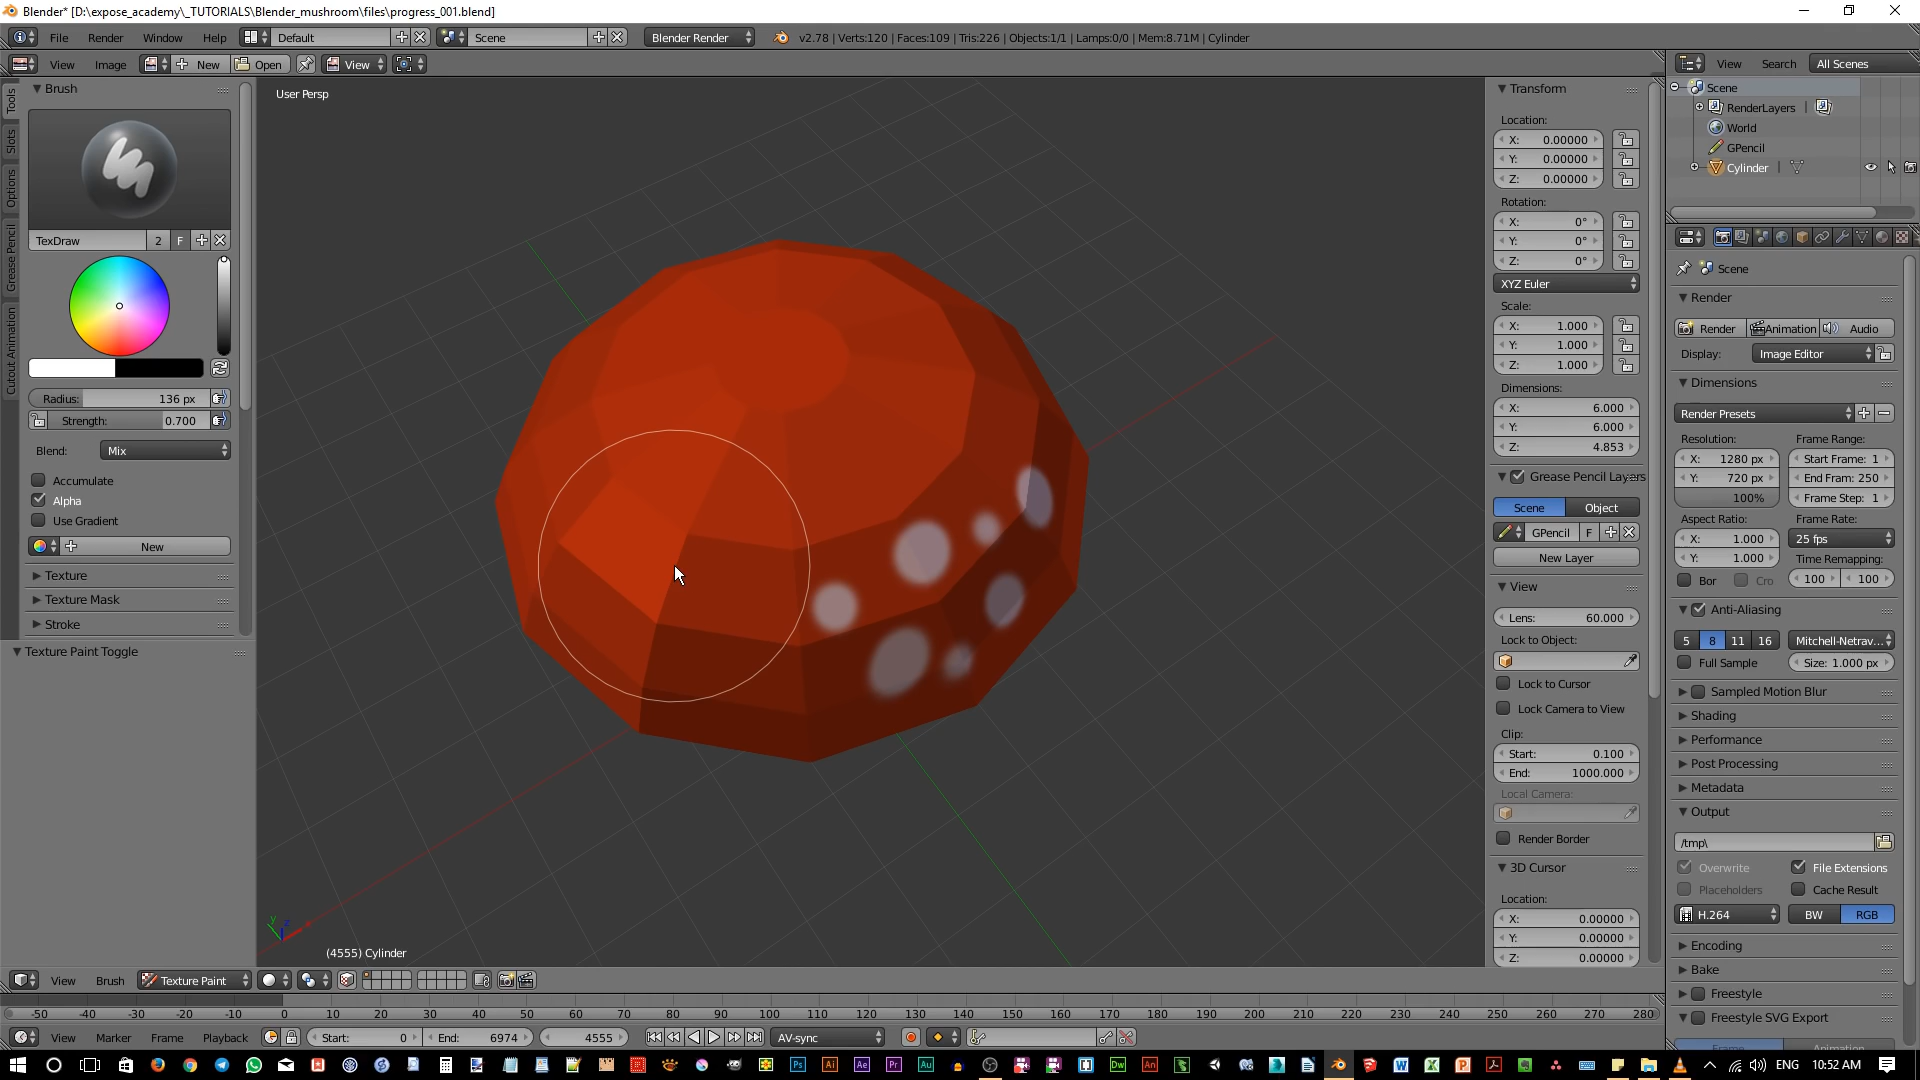 Blender* [D:\expose_academy\_TUTORIALS\Blender_mushroom\files\progress_001.blend]
File Render Window Help Default Scene Blender Render v2.78 | Verts:120 | Faces:109 | Tris:226 | Objects:1/1 | Lamps:0/0 | Mem:8.71M | Cylinder
View Image New Open View
View Search All Scenes
Tools
Slots
Options
Grease Pencil
Cutout Animation
Brush
TexDraw 2 F
Radius: 136 px
Strength: 0.700
Blend: Mix
Accumulate
Alpha
Use Gradient
New
Texture
Texture Mask
Stroke
Texture Paint Toggle
User Persp
(4555) Cylinder
Transform
Location:
X: 0.00000
Y: 0.00000
Z: 0.00000
Rotation:
X: 0°
Y: 0°
Z: 0°
XYZ Euler
Scale:
X: 1.000
Y: 1.000
Z: 1.000
Dimensions:
X: 6.000
Y: 6.000
Z: 4.853
Grease Pencil Layers
Scene Object
GPencil F
New Layer
View
Lens: 60.000
Lock to Object:
Lock to Cursor
Lock Camera to View
Clip:
Start: 0.100
End: 1000.000
Local Camera:
Render Border
3D Cursor
Location:
X: 0.00000
Y: 0.00000
Z: 0.00000
Scene
RenderLayers
World
GPencil
Cylinder
Scene
Render
Render Animation Audio
Display: Image Editor
Dimensions
Render Presets
Resolution: Frame Range:
X: 1280 px Start Frame: 1
Y: 720 px End Fram: 250
100% Frame Step: 1
Aspect Ratio: Frame Rate:
X: 1.000 25 fps
Y: 1.000 Time Remapping:
Bor Cro 100 100
Anti-Aliasing
5 8 11 16 Mitchell-Netrav...
Full Sample Size: 1.000 px
Sampled Motion Blur
Shading
Performance
Post Processing
Metadata
Output
/tmp\
Overwrite File Extensions
Placeholders Cache Result
H.264 BW RGB
Encoding
Bake
Freestyle
Freestyle SVG Export
Frame Animation
View Brush Texture Paint
-50 -40 -30 -20 -10 0 10 20 30 40 50 60 70 80 90 100 110 120 130 140 150 160 170 180 190 200 210 220 230 240 250 260 270 280
View Marker Frame Playback Start: 0 End: 6974 4555 AV-sync
Ps Ai Ae Pr Au Dw An ENG 10:52 AM